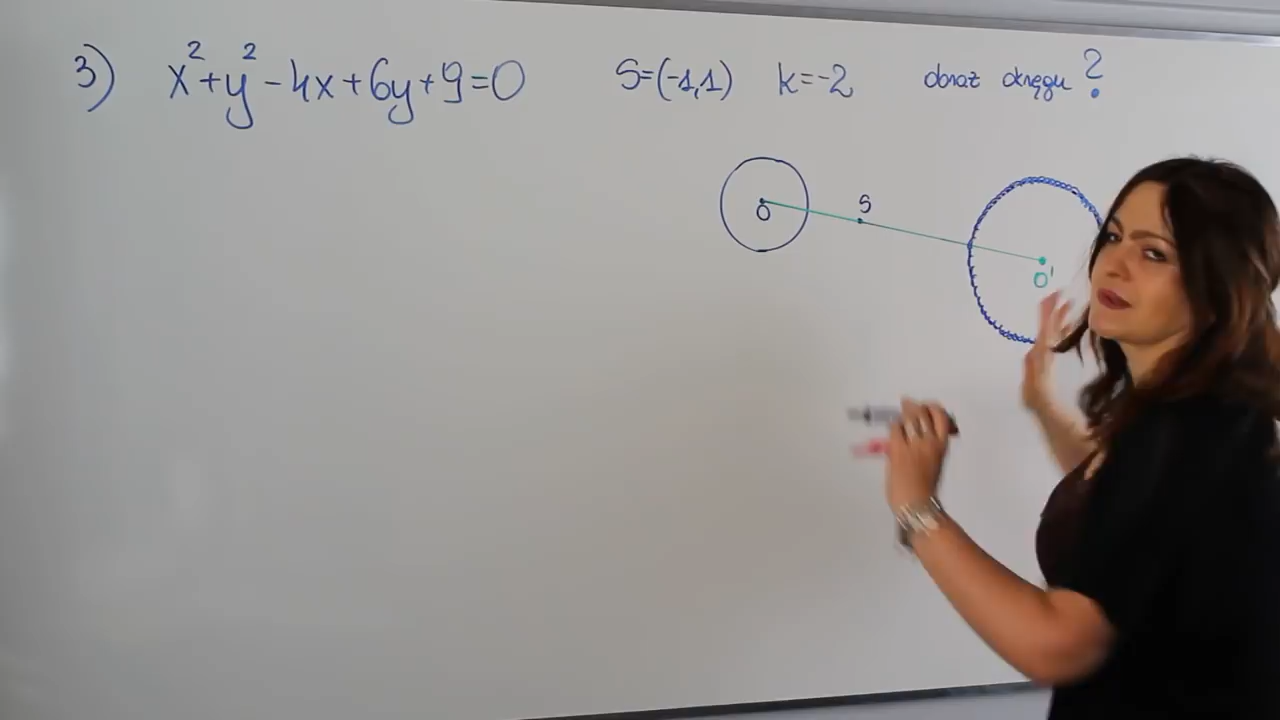 3) x²+y²-4x+6y+9=0 S=(-1,1) k=-2 obraz okręgu ?
O S O'